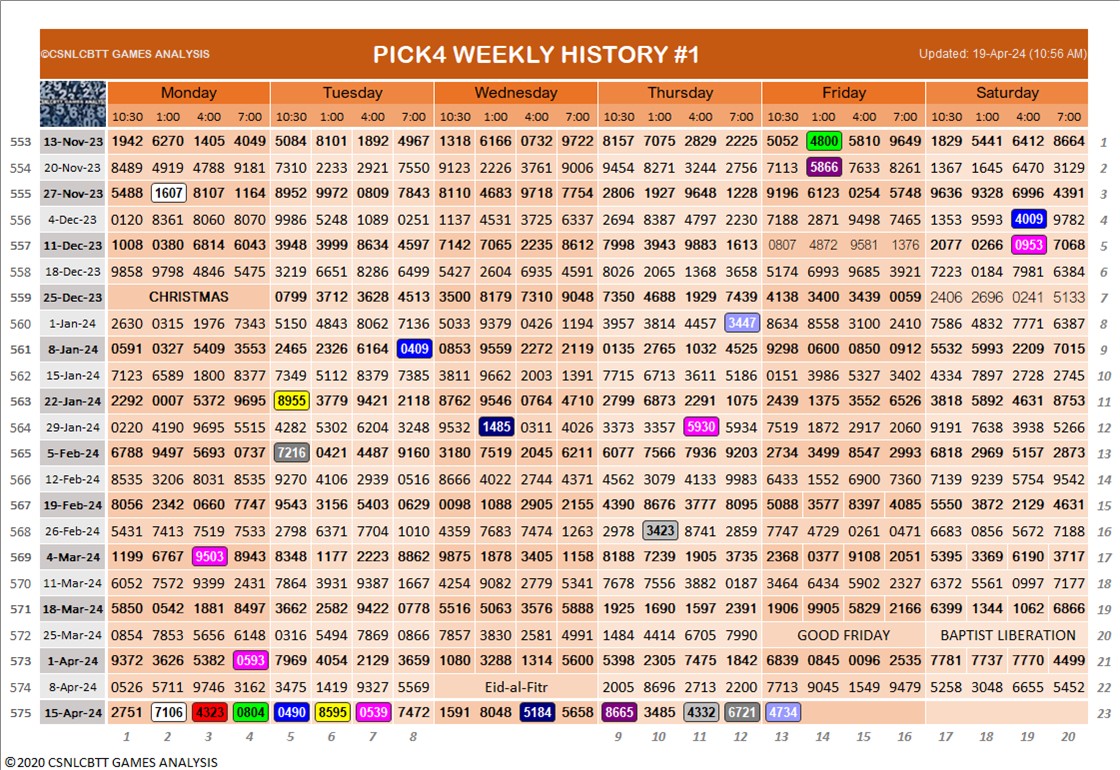 ©CSNLCBTT GAMES ANALYSIS PICK4 WEEKLY HISTORY #1 Updated: 19-Apr-24 (10:56 AM)
Monday Tuesday Wednesday Thursday Friday Saturday
10:30 1:00 4:00 7:00 10:30 1:00 4:00 7:00 10:30 1:00 4:00 7:00 10:30 1:00 4:00 7:00 10:30 1:00 4:00 7:00 10:30 1:00 4:00 7:00
553 13-Nov-23 1942 6270 1405 4049 5084 8101 1892 4967 1318 6166 0732 9722 8157 7075 2829 2225 5052 4800 5810 9649 1829 5441 6412 8664 1
554 20-Nov-23 8489 4919 4788 9181 7310 2233 2921 7550 9123 2226 3761 9006 9454 8271 3244 2756 7113 5866 7633 8261 1367 1645 6470 3129 2
555 27-Nov-23 5488 1607 8107 1164 8952 9972 0809 7843 8110 4683 9718 7754 2806 1927 9648 1228 9196 6123 0254 5748 9636 9328 6996 4391 3
556 4-Dec-23 0120 8361 8060 8070 9986 5248 1089 0251 1137 4531 3725 6337 2694 8387 4797 2230 7188 2871 9498 7465 1353 9593 4009 9782 4
557 11-Dec-23 1008 0380 6814 6043 3948 3999 8634 4597 7142 7065 2235 8612 7998 3943 9883 1613 0807 4872 9581 1376 2077 0266 0953 7068 5
558 18-Dec-23 9858 9798 4846 5475 3219 6651 8286 6499 5427 2604 6935 4591 8026 2065 1368 3658 5174 6993 9685 3921 7223 0184 7981 6384 6
559 25-Dec-23 CHRISTMAS 0799 3712 3628 4513 3500 8179 7310 9048 7350 4688 1929 7439 4138 3400 3439 0059 2406 2696 0241 5133 7
560 1-Jan-24 2630 0315 1976 7343 5150 4843 8062 7136 5033 9379 0426 1194 3957 3814 4457 3447 8634 8558 3100 2410 7586 4832 7771 6387 8
561 8-Jan-24 0591 0327 5409 3553 2465 2326 6164 0409 0853 9559 2272 2119 0135 2765 1032 4525 9298 0600 5050 0912 5532 5993 2209 7015 9
562 15-Jan-24 7123 6589 1800 8377 7349 5112 8379 7385 3811 9662 2003 1391 7715 6713 3611 5186 0151 3986 5327 3402 4334 7897 2728 2745 10
563 22-Jan-24 2292 0007 5372 9695 8955 3779 9421 2118 8762 9546 0764 4710 2799 6873 2291 1075 2439 1375 3552 6526 3818 5892 4631 8753 11
564 29-Jan-24 0220 4190 9695 5515 4282 5302 6204 3248 9532 1485 0311 4026 3373 3357 5930 5934 7519 1872 2917 2060 9191 7638 3938 5266 12
565 5-Feb-24 6788 9497 5693 0737 7216 0421 4487 9160 3180 7519 2045 6211 6077 7566 7936 9203 2734 3499 8547 2993 6818 2969 5157 2873 13
566 12-Feb-24 8535 3206 8031 8535 9270 4106 2939 0516 8666 4022 2744 4371 4562 3079 4133 9983 6433 1552 6900 7360 7139 9239 5754 9542 14
567 19-Feb-24 8056 2342 0660 7747 9543 3156 5403 0629 0098 1088 2905 2155 4390 8676 3777 8095 5088 3577 8397 4085 5550 3872 2129 4631 15
568 26-Feb-24 5431 7413 7519 7533 2798 6371 7704 1010 4359 7683 7474 1263 2978 3423 8741 2859 7747 4729 0261 0471 6683 0856 5672 7188 16
569 4-Mar-24 1199 6767 9503 8943 8348 1177 2223 8862 9875 1878 3405 1158 8188 7239 1905 3735 2368 0377 9108 2051 5395 3369 6190 3717 17
570 11-Mar-24 6052 7572 9399 2431 7864 3931 9387 1667 4254 9082 2779 5341 7678 7556 3882 0187 3464 6434 5902 2327 6372 5561 0997 7177 18
571 18-Mar-24 5850 0542 1881 8497 3662 2582 9422 0778 5516 5063 3576 5888 1925 1690 1597 2391 1906 9905 5829 2166 6399 1344 1062 6866 19
572 25-Mar-24 0854 7853 5656 6148 0316 5494 7869 0866 7857 3830 2581 4991 1484 4414 6705 7990 GOOD FRIDAY BAPTIST LIBERATION 20
573 1-Apr-24 9372 3626 5382 0593 7969 4054 2129 3659 1080 3288 1314 5600 5398 2305 7475 1842 6839 0845 0096 2535 7781 7737 7770 4499 21
574 8-Apr-24 0526 5711 9746 3162 3475 1419 9327 5569 Eid-al-Fitr 2005 8696 2713 2200 7713 9045 1549 9479 5258 3048 6655 5452 22
575 15-Apr-24 2751 7106 4323 0804 0490 8595 0539 7472 1591 8048 5184 5658 8665 3485 4332 6721 4734 23
1 2 3 4 5 6 7 8 9 10 11 12 13 14 15 16 17 18 19 20
©2020 CSNLCBTT GAMES ANALYSIS